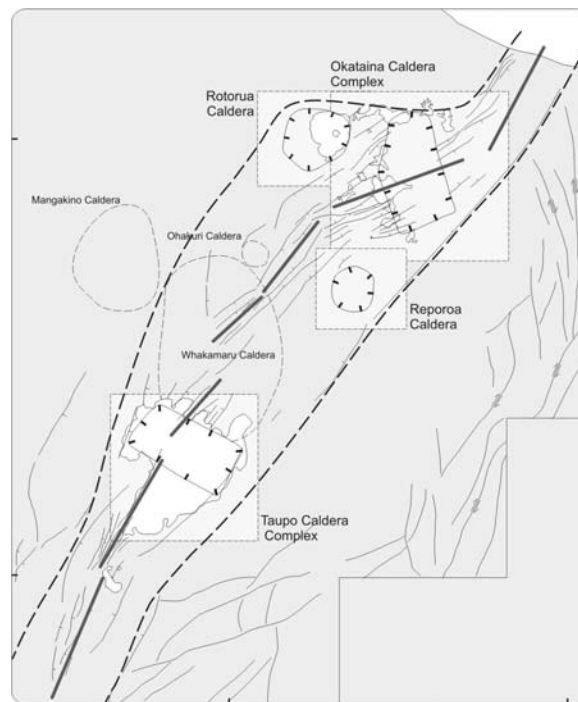 Okataina Caldera
Complex
Rotorua
Caldera
Mangakino Caldera
Ohakuri Caldera
Reporoa
Caldera
Whakamaru Caldera
Taupo Caldera
Complex